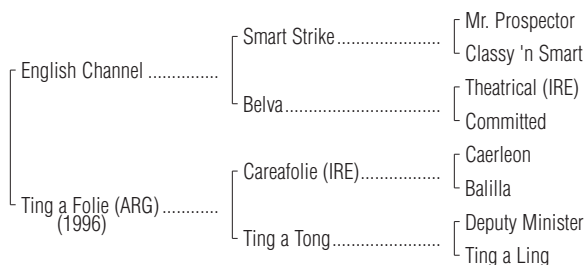 Mr. Prospector
Smart Strike.....................
Classy 'n Smart
English Channel ..............
Theatrical (IRE)
Belva...............................
Committed
Caerleon
Careafolie (IRE)................
Balilla
Ting a Folie (ARG)...........
(1996)
Deputy Minister
Ting a Tong......................
Ting a Ling